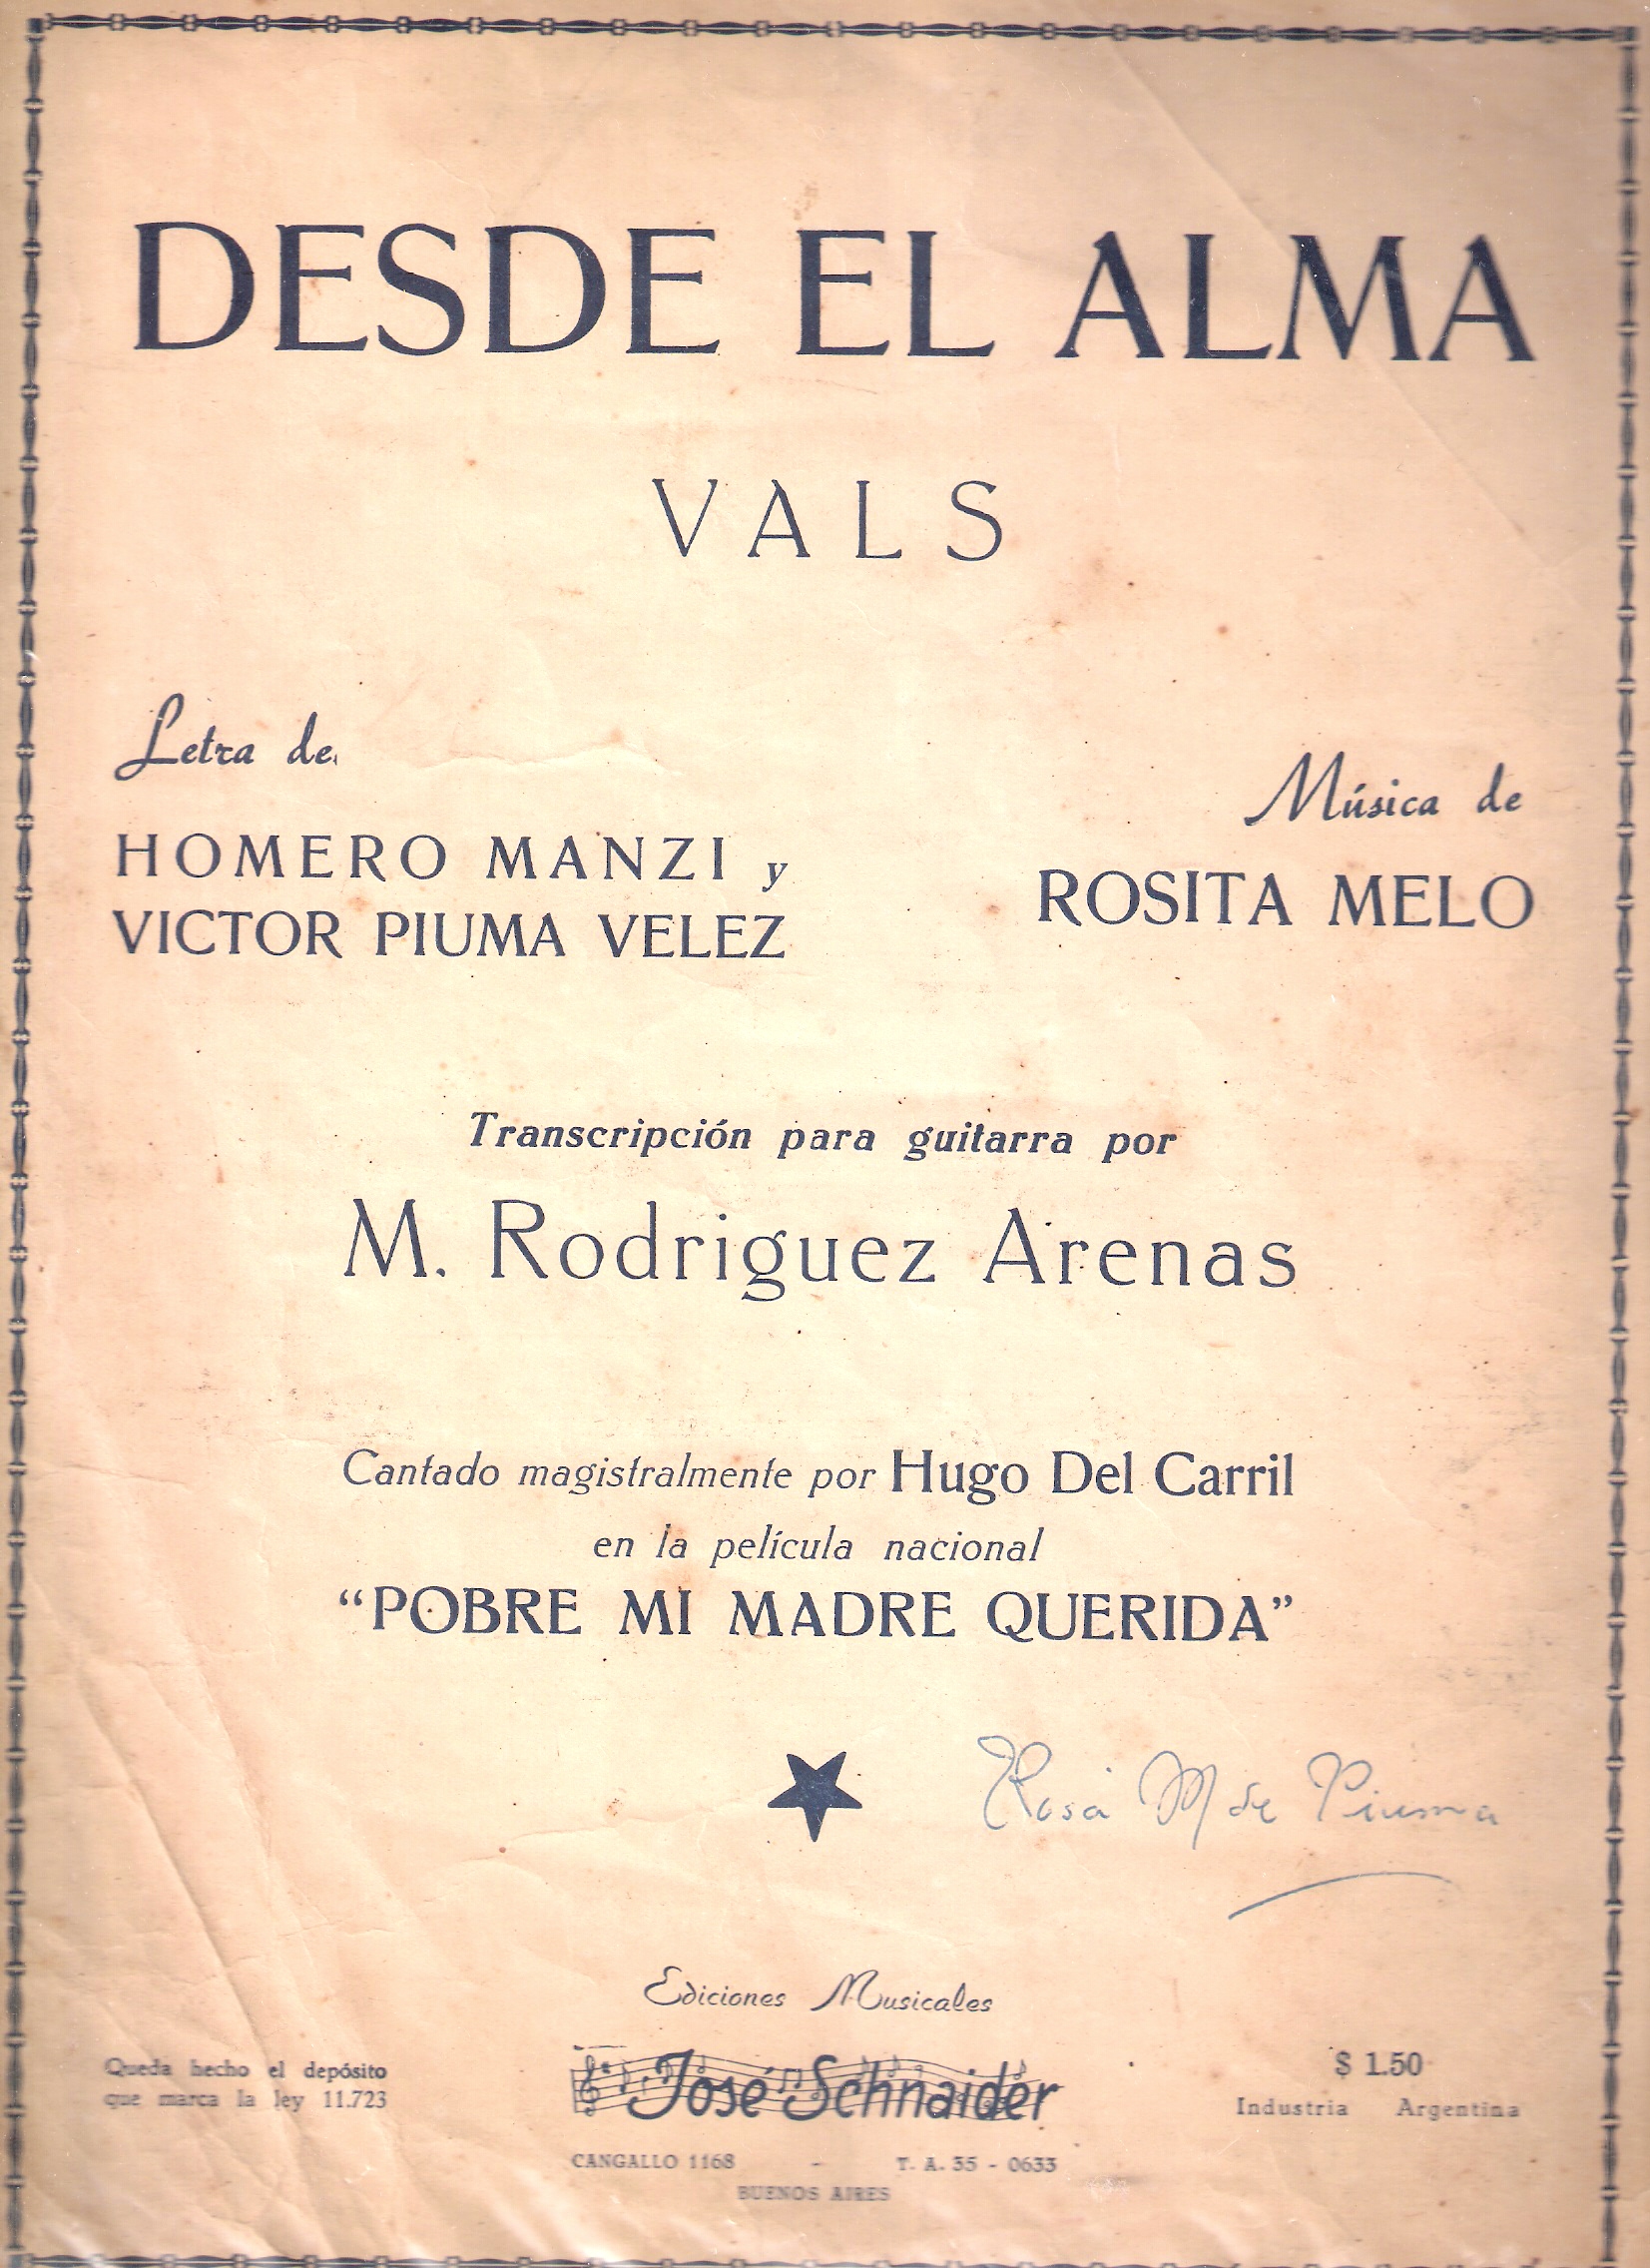 DESDE EL ALMA
VALS
Letra de
HOMERO MANZI y
VICTOR PIUMA VELEZ
Música de
ROSITA MELO
Transcripción para guitarra por
M. Rodriguez Arenas
Cantado magistralmente por Hugo Del Carril
en la película nacional
“POBRE MI MADRE QUERIDA”
Rosa M de Piuma
Ediciones Musicales
José Schnaider
CANGALLO 1168 - T. A. 35 - 0633
BUENOS AIRES
Queda hecho el depósito
que marca la ley 11.723
$ 1.50
Industria Argentina